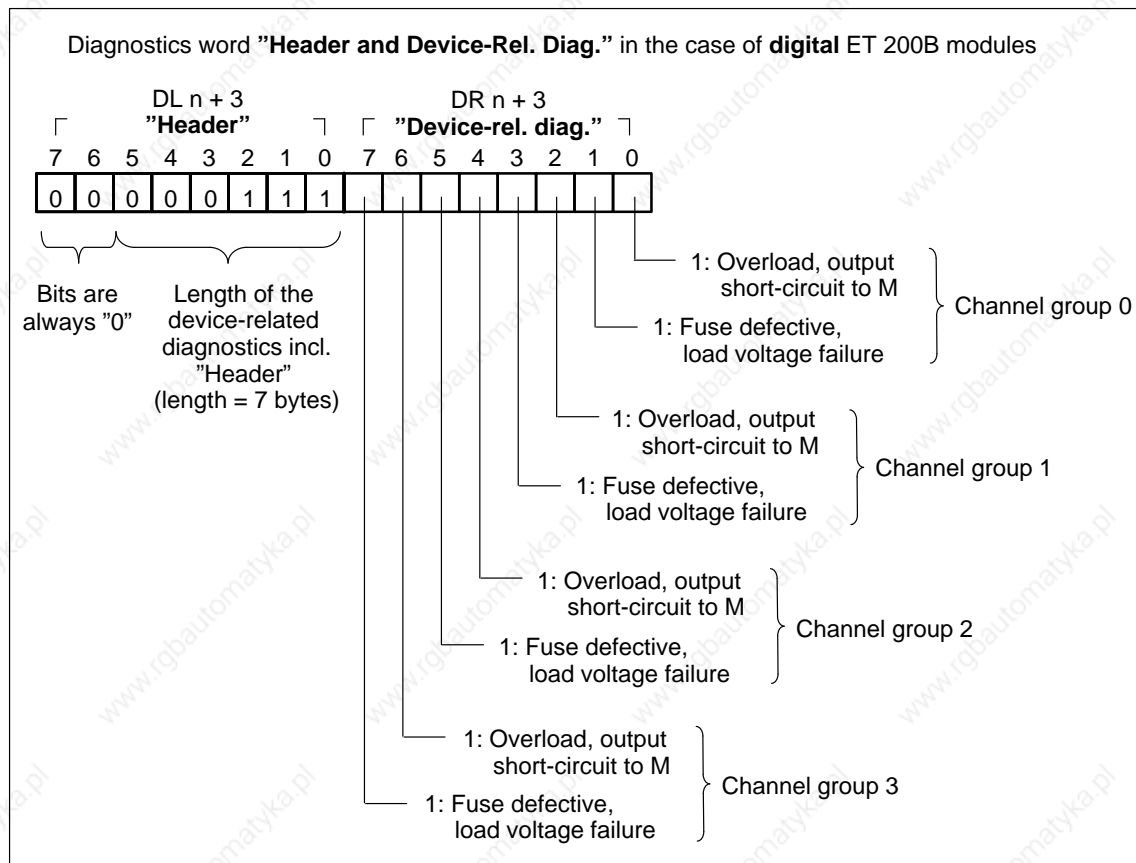 Diagnostics word ”Header and Device-Rel. Diag.” in the case of digital ET 200B modules
DL n + 3
”Header”
DR n + 3
”Device-rel. diag.”
7 6 5 4 3 2 1 0 7 6 5 4 3 2 1 0
0 0 0 0 0 1 1 1
Bits are
always ”0”
Length of the
device-related
diagnostics incl.
”Header”
(length = 7 bytes)
1: Overload, output
short-circuit to M
1: Fuse defective,
load voltage failure
Channel group 0
1: Overload, output
short-circuit to M
1: Fuse defective,
load voltage failure
Channel group 1
1: Overload, output
short-circuit to M
1: Fuse defective,
load voltage failure
Channel group 2
1: Overload, output
short-circuit to M
1: Fuse defective,
load voltage failure
Channel group 3
www.rgbautomatyka.pl